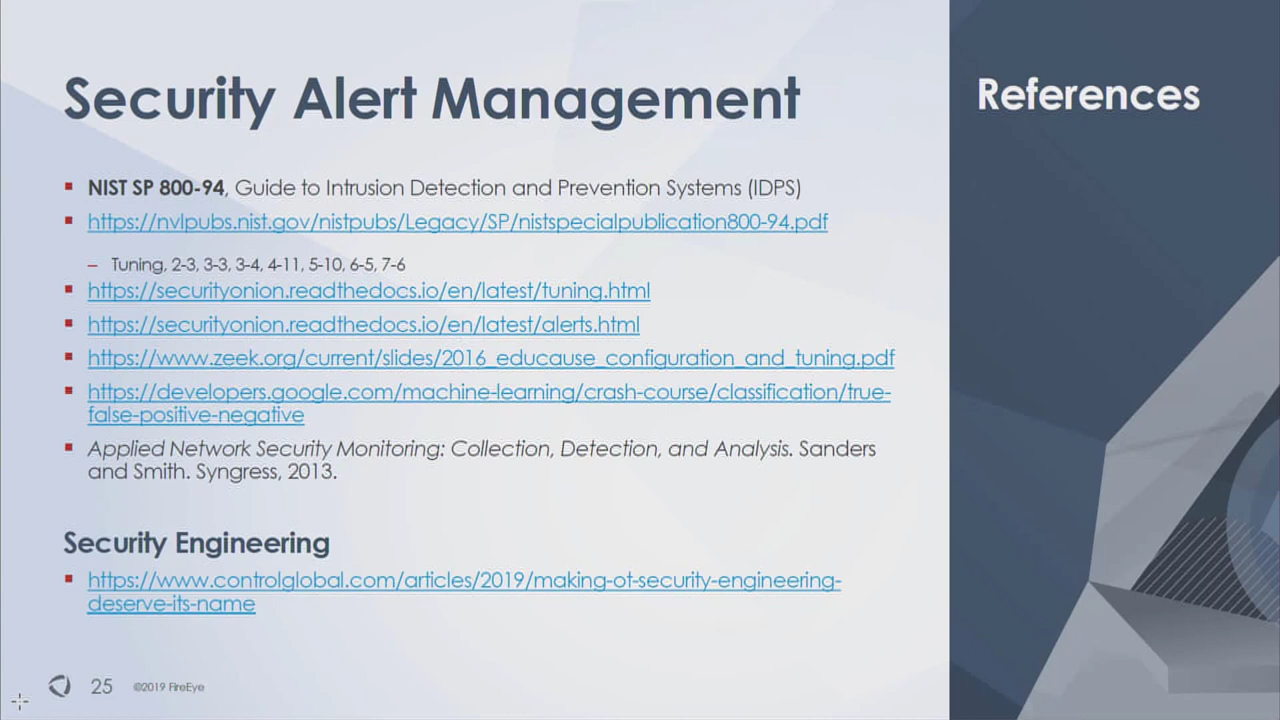 Security Alert Management
References
▪ NIST SP 800-94, Guide to Intrusion Detection and Prevention Systems (IDPS)
▪ https://nvlpubs.nist.gov/nistpubs/Legacy/SP/nistspecialpublication800-94.pdf
– Tuning, 2-3, 3-3, 3-4, 4-11, 5-10, 6-5, 7-6
▪ https://securityonion.readthedocs.io/en/latest/tuning.html
▪ https://securityonion.readthedocs.io/en/latest/alerts.html
▪ https://www.zeek.org/current/slides/2016_educause_configuration_and_tuning.pdf
▪ https://developers.google.com/machine-learning/crash-course/classification/true-
false-positive-negative
▪ Applied Network Security Monitoring: Collection, Detection, and Analysis. Sanders
and Smith. Syngress, 2013.
Security Engineering
▪ https://www.controlglobal.com/articles/2019/making-ot-security-engineering-
deserve-its-name
25 ©2019 FireEye